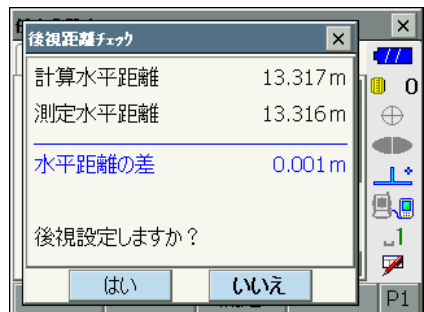 後視距離ﾁｪｯｸ
計算水平距離 13.317m
測定水平距離 13.316m
水平距離の差 0.001m
後視設定しますか？
はい いいえ
0
1
P1